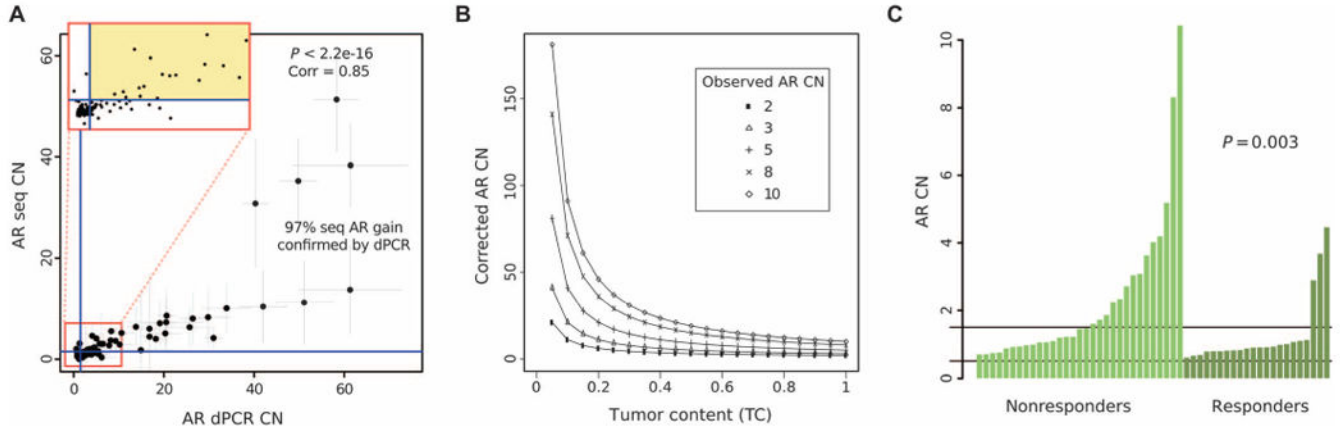 A
AR seq CN
60
40
20
0
P < 2.2e-16
Corr = 0.85
97% seq AR gain
confirmed by dPCR
0 20 40 60
AR dPCR CN
B
Corrected AR CN
150
100
50
0
Observed AR CN
2
3
5
8
10
0 0.2 0.4 0.6 0.8 1
Tumor content (TC)
C
AR CN
10
8
6
4
2
0
P = 0.003
Nonresponders Responders